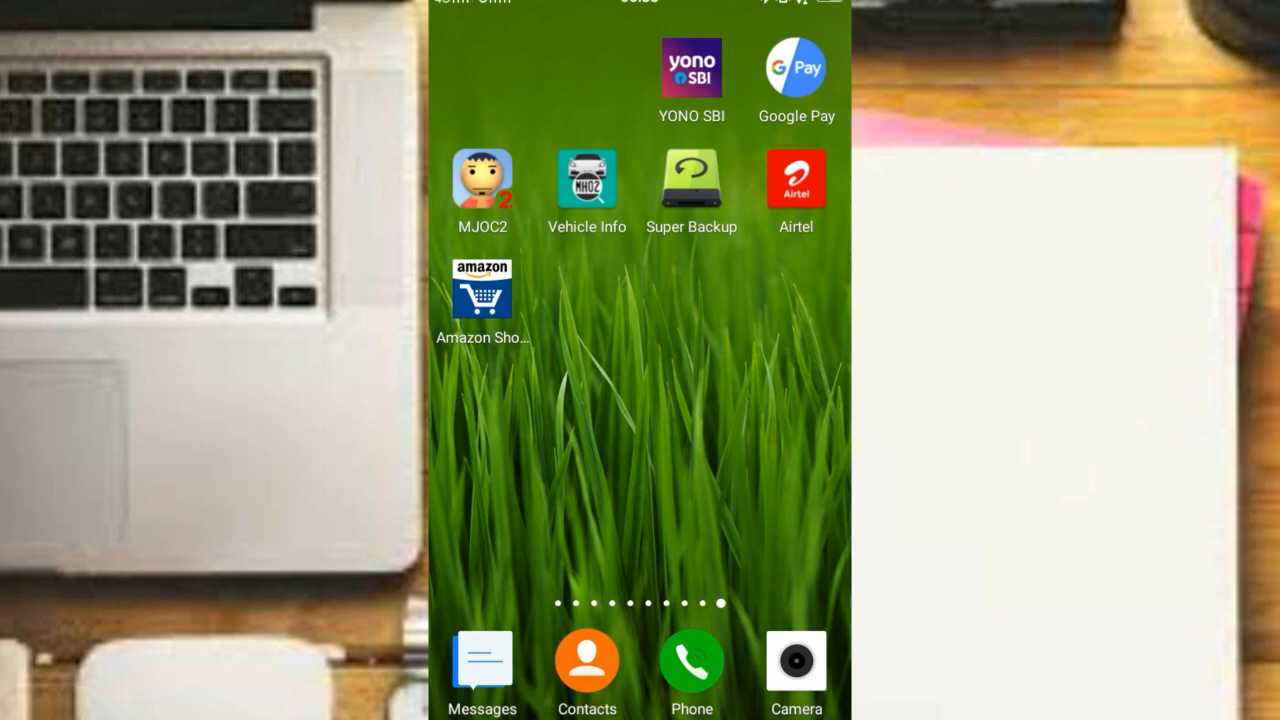 yono
SBI
G Pay
YONO SBI
Google Pay
2
MH02
Airtel
MJOC2
Vehicle Info
Super Backup
Airtel
amazon
Amazon Sho...
Messages
Contacts
Phone
Camera